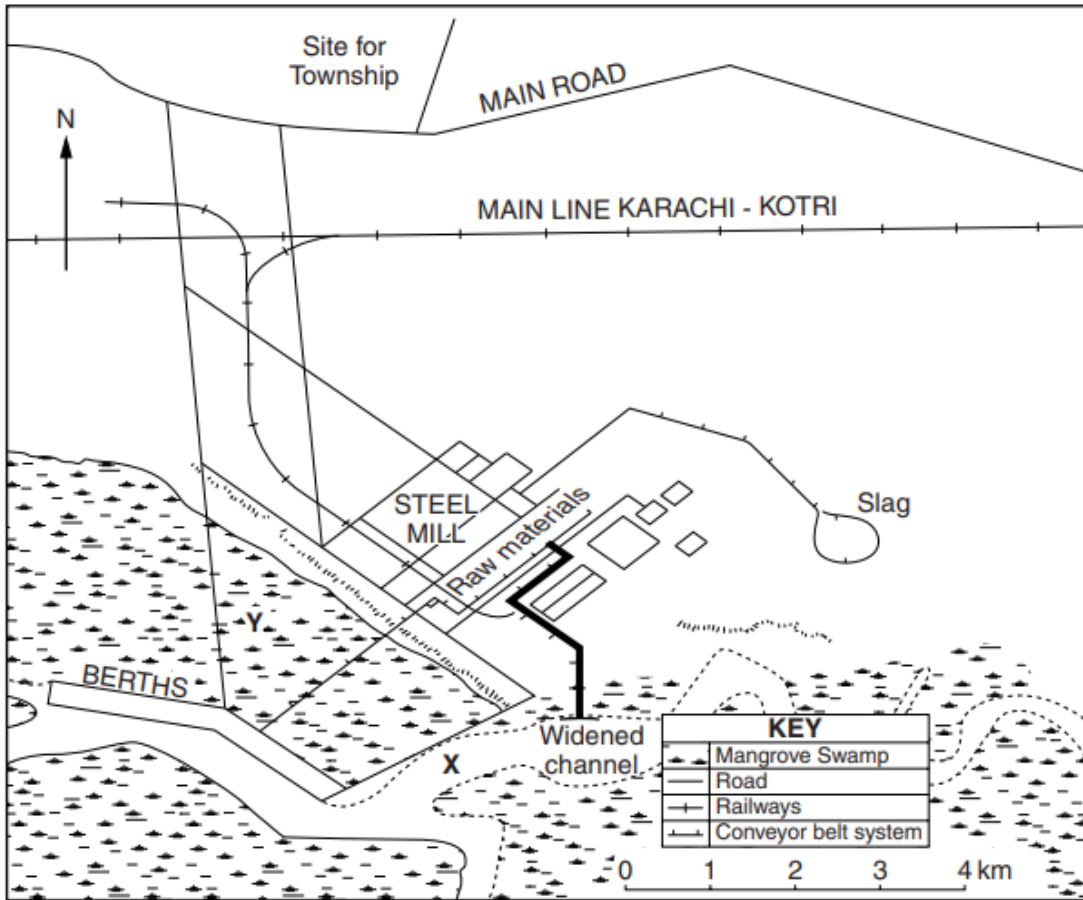 Site for
Township
MAIN ROAD
N
MAIN LINE KARACHI - KOTRI
STEEL
MILL
Raw materials
Slag
Y
BERTHS
X
Widened
channel
KEY
Mangrove Swamp
Road
Railways
Conveyor belt system
0 1 2 3 4 km